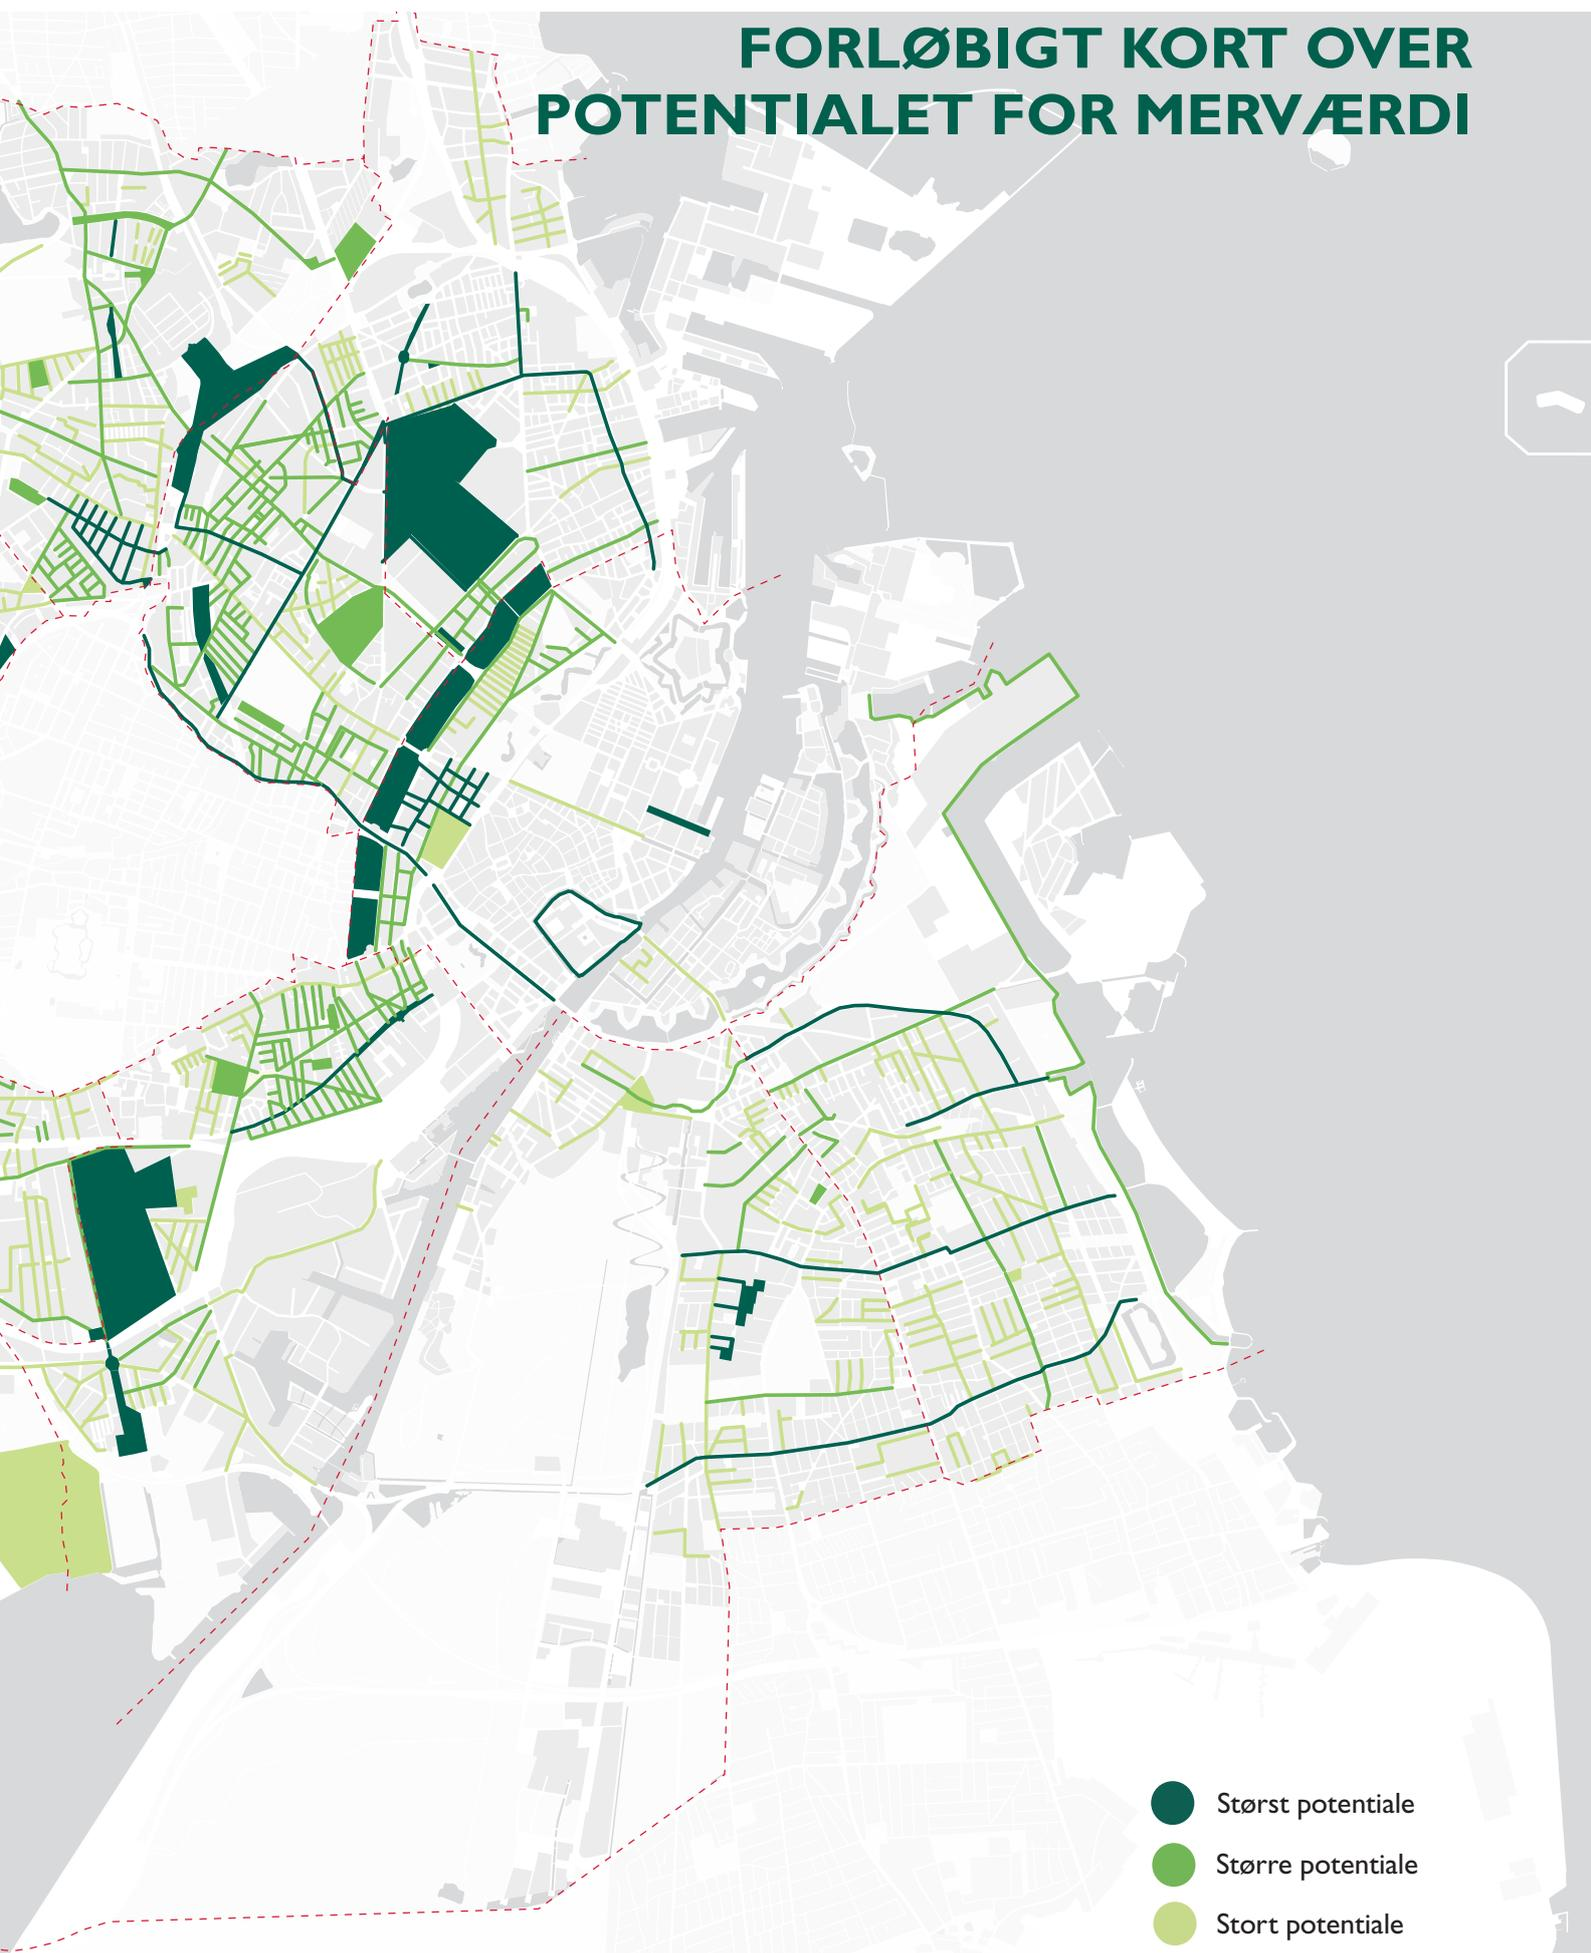 FORLØBIGT KORT OVER
POTENTIALET FOR MERVÆRDI
Størst potentiale
Større potentiale
Stort potentiale